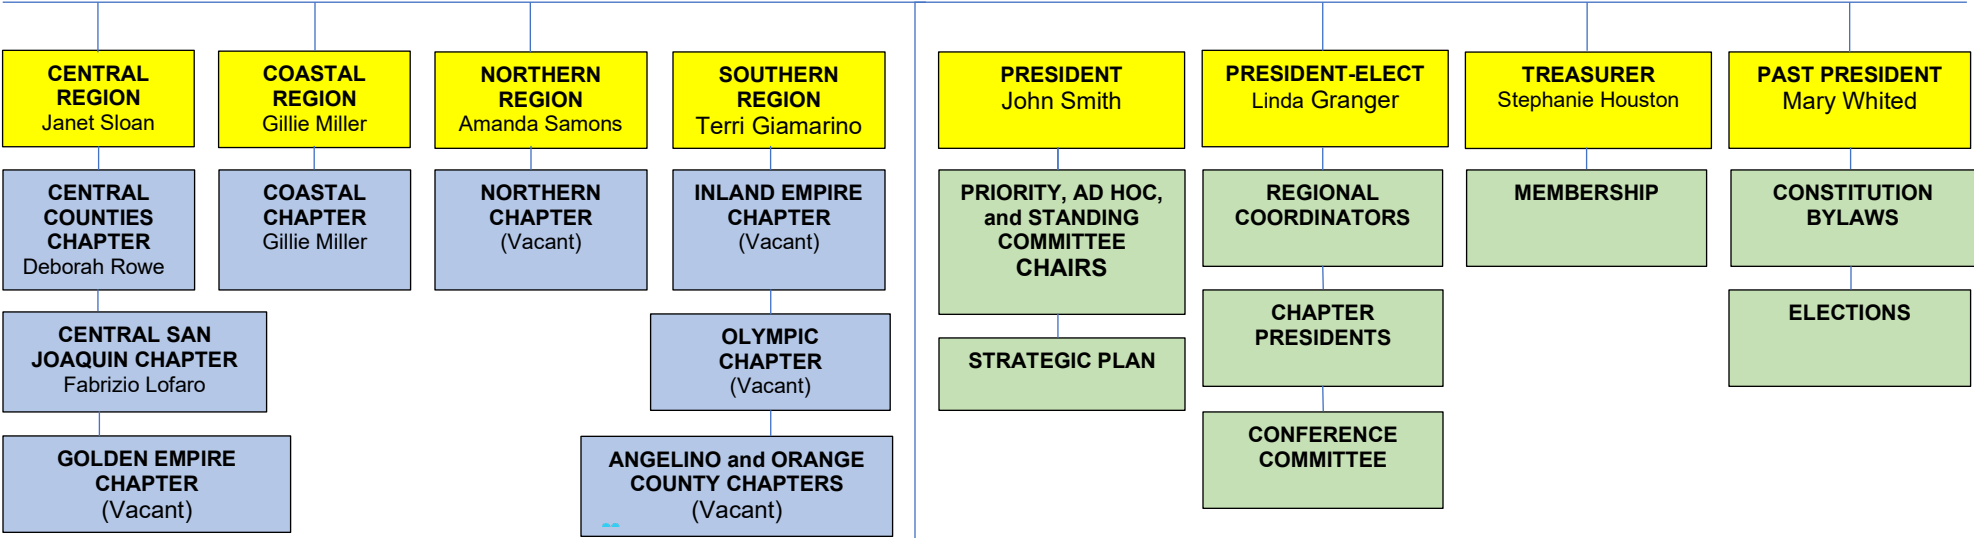 CENTRAL
REGION
Janet Sloan
COASTAL
REGION
Gillie Miller
NORTHERN
REGION
Amanda Samons
SOUTHERN
REGION
Terri Giamarino
PRESIDENT
John Smith
PRESIDENT-ELECT
Linda Granger
TREASURER
Stephanie Houston
PAST PRESIDENT
Mary Whited
CENTRAL
COUNTIES
CHAPTER
Deborah Rowe
COASTAL
CHAPTER
Gillie Miller
NORTHERN
CHAPTER
(Vacant)
INLAND EMPIRE
CHAPTER
(Vacant)
PRIORITY, AD HOC,
and STANDING
COMMITTEE
CHAIRS
REGIONAL
COORDINATORS
MEMBERSHIP
CONSTITUTION
BYLAWS
CENTRAL SAN
JOAQUIN CHAPTER
Fabrizio Lofaro
OLYMPIC
CHAPTER
(Vacant)
STRATEGIC PLAN
CHAPTER
PRESIDENTS
ELECTIONS
GOLDEN EMPIRE
CHAPTER
(Vacant)
ANGELINO and ORANGE
COUNTY CHAPTERS
(Vacant)
CONFERENCE
COMMITTEE